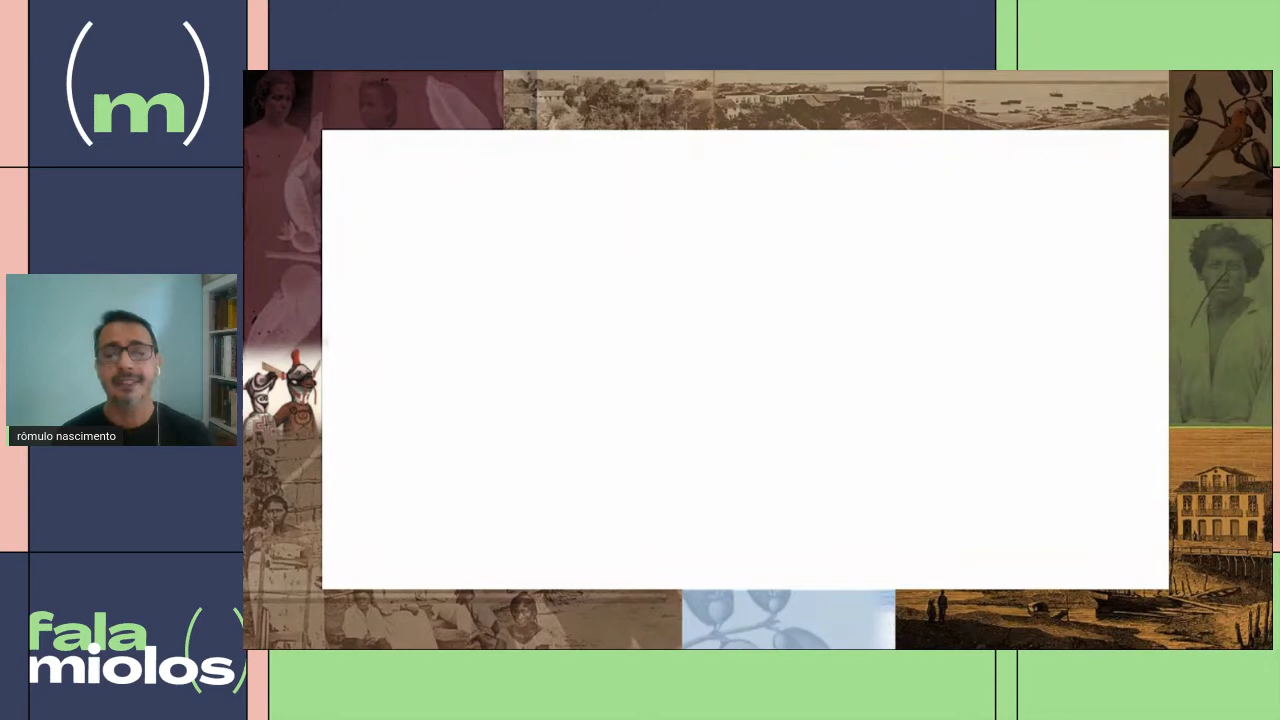 (m)
rômulo nascimento
fala
miolos()